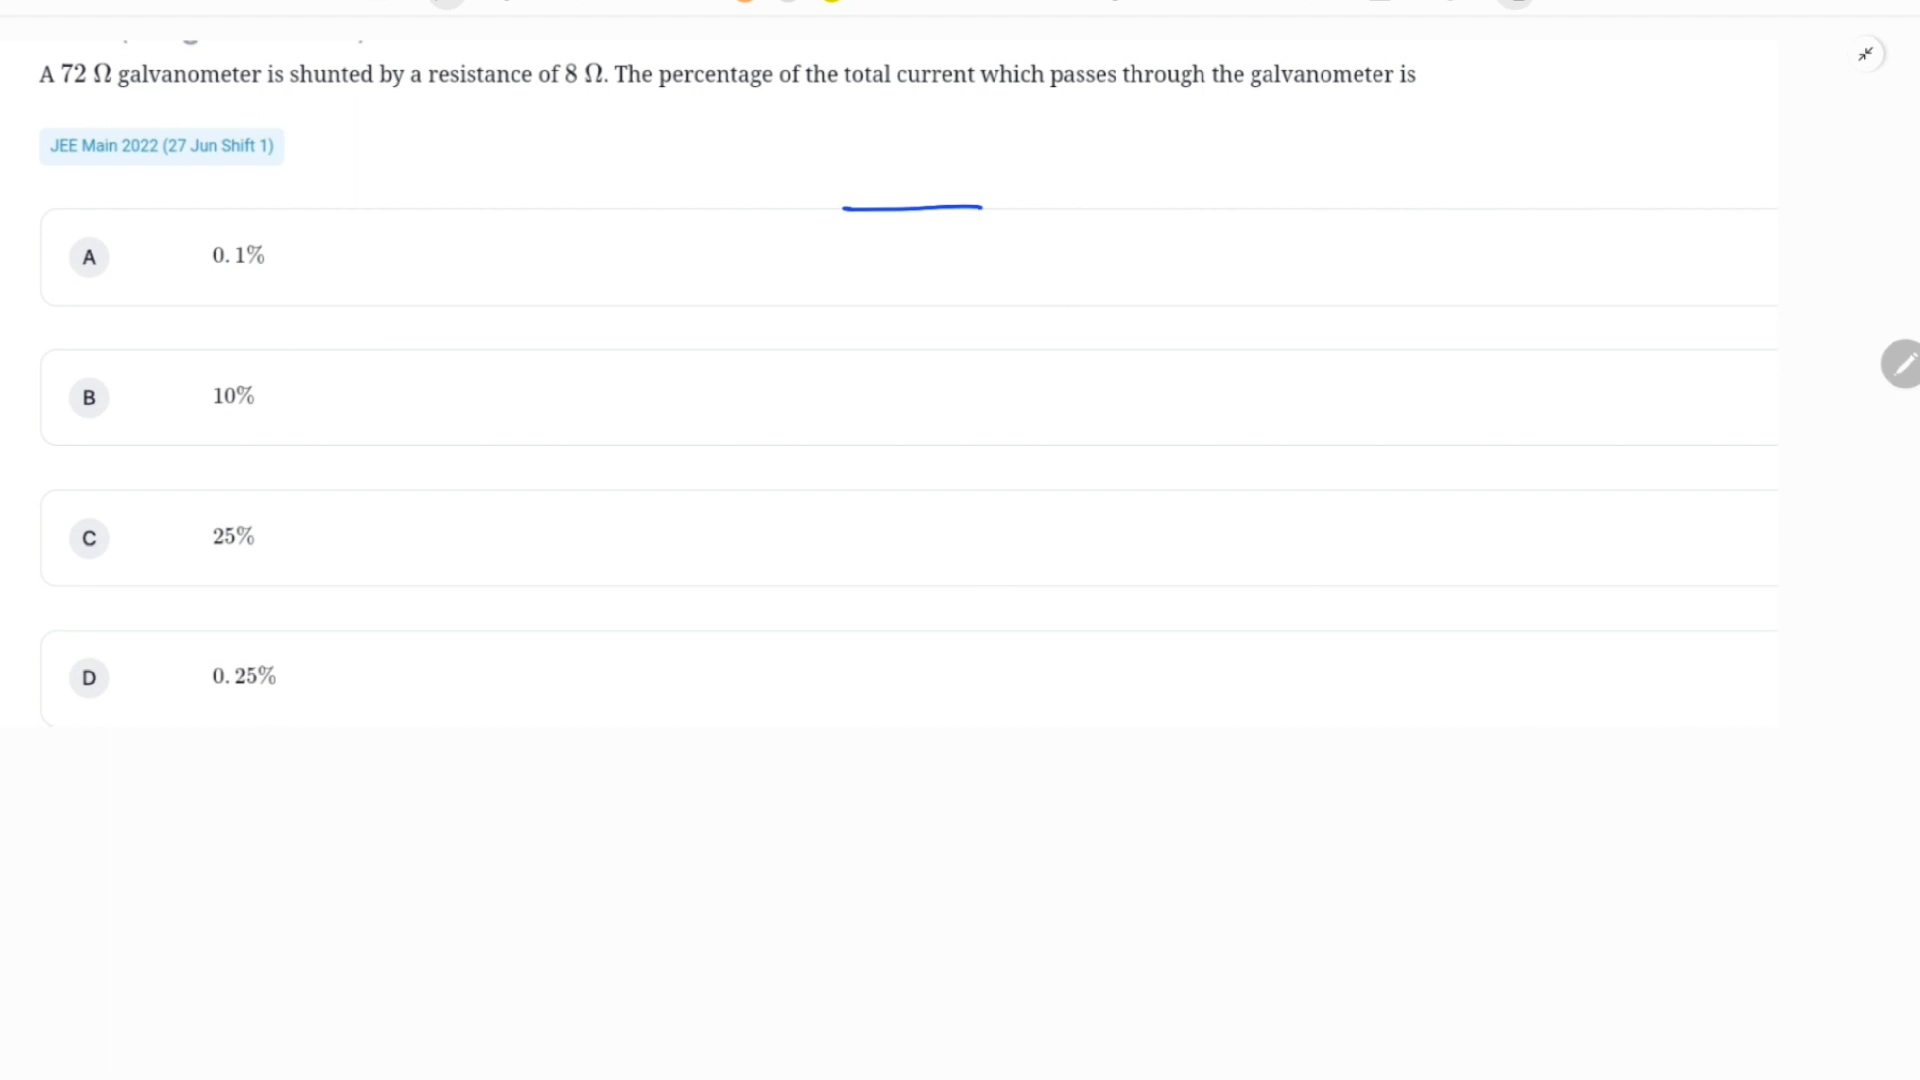 A 72 Ω galvanometer is shunted by a resistance of 8 Ω. The percentage of the total current which passes through the galvanometer is
JEE Main 2022 (27 Jun Shift 1)
A 0.1%
B 10%
C 25%
D 0.25%